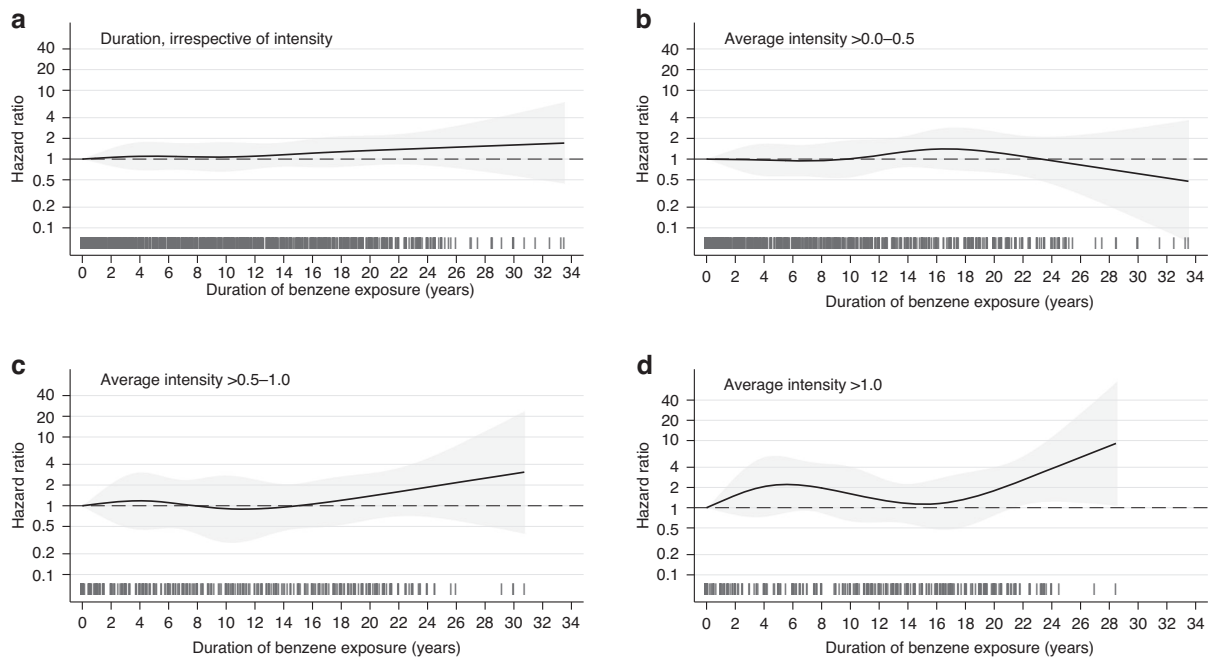 a
Duration, irrespective of intensity
Hazard ratio
40
20
10
4
2
1
0.5
0.2
0.1
0 2 4 6 8 10 12 14 16 18 20 22 24 26 28 30 32 34
Duration of benzene exposure (years)
b
Average intensity >0.0–0.5
Hazard ratio
40
20
10
4
2
1
0.5
0.2
0.1
0 2 4 6 8 10 12 14 16 18 20 22 24 26 28 30 32 34
Duration of benzene exposure (years)
c
Average intensity >0.5–1.0
Hazard ratio
40
20
10
4
2
1
0.5
0.2
0.1
0 2 4 6 8 10 12 14 16 18 20 22 24 26 28 30 32 34
Duration of benzene exposure (years)
d
Average intensity >1.0
Hazard ratio
40
20
10
4
2
1
0.5
0.2
0.1
0 2 4 6 8 10 12 14 16 18 20 22 24 26 28 30 32 34
Duration of benzene exposure (years)